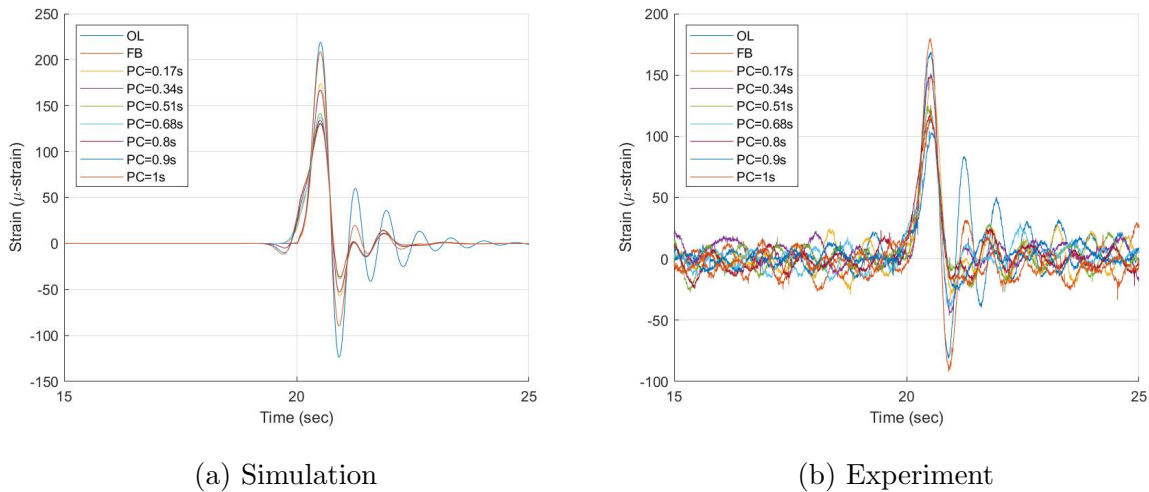 250
200
150
100
50
0
-50
-100
-150
15
20
25
Strain (μ-strain)
Time (sec)
OL
FB
PC=0.17s
PC=0.34s
PC=0.51s
PC=0.68s
PC=0.8s
PC=0.9s
PC=1s
(a) Simulation
200
150
100
50
0
-50
-100
15
20
25
Strain (μ-strain)
Time (sec)
OL
FB
PC=0.17s
PC=0.34s
PC=0.51s
PC=0.68s
PC=0.8s
PC=0.9s
PC=1s
(b) Experiment